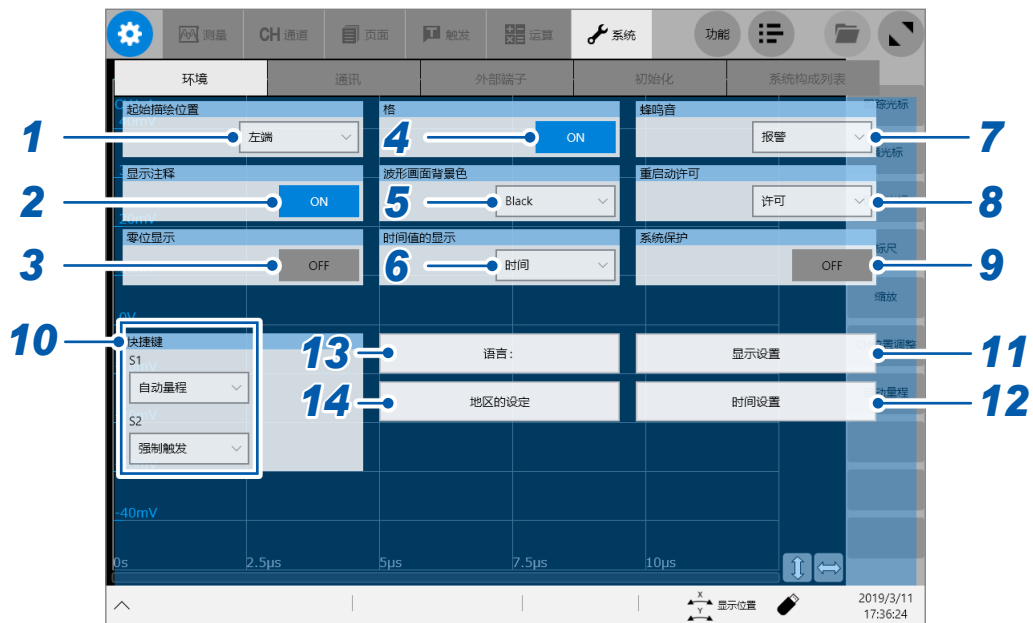 测量
CH 通道
页面
触发
运算
系统
功能
环境
通讯
外部端子
初始化
系统构成列表
起始描绘位置
格
蜂鸣音
1
左端
4
ON
报警
7
光标
显示注释
波形画面背景色
重启动许可
2
ON
5
Black
许可
8
零位显示
时间值的显示
系统保护
标尺
3
OFF
6
时间
OFF
9
缩放
0V
10
快捷键
S1
自动量程
S2
强制触发
13
语言：
显示设置
11
14
地区的设定
时间设置
12
-40mV
0s
2.5μs
5μs
7.5μs
10μs
X
Y
显示位置
2019/3/11
17:36:24